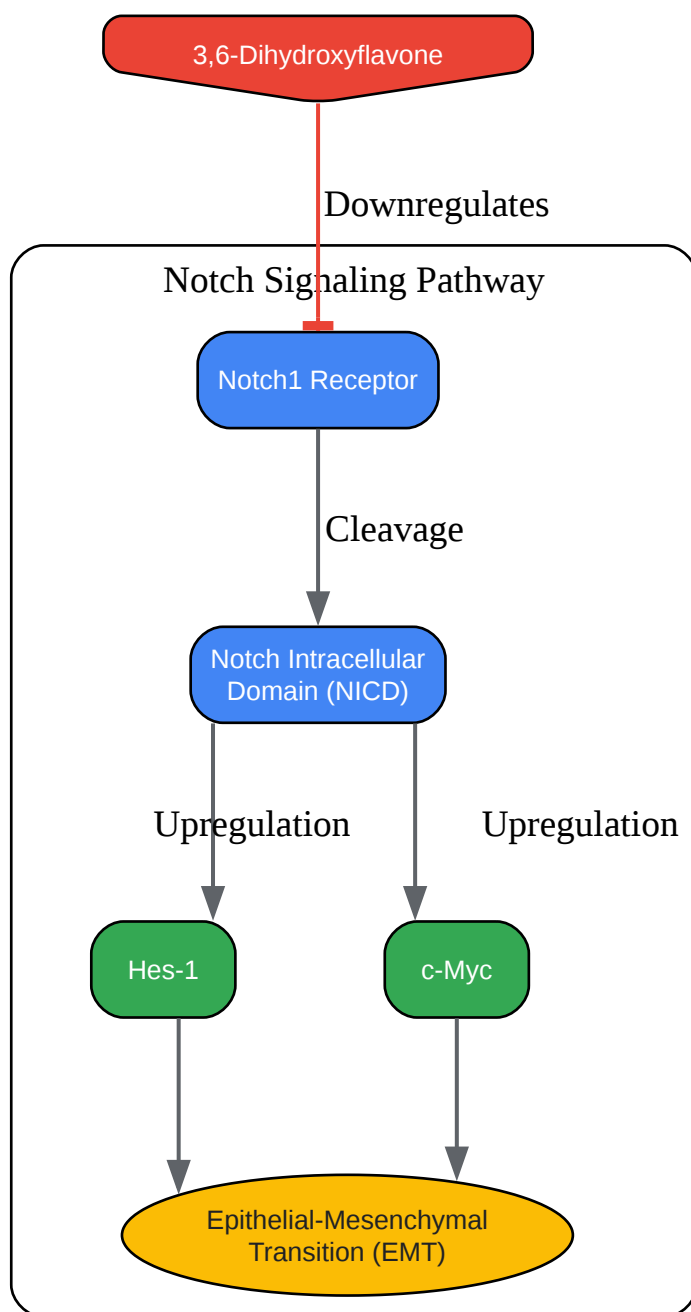 3,6-Dihydroxyflavone
Downregulates
Notch Signaling Pathway
Notch1 Receptor
Cleavage
Notch Intracellular
Domain (NICD)
Upregulation
Upregulation
Hes-1
c-Myc
Epithelial-Mesenchymal
Transition (EMT)